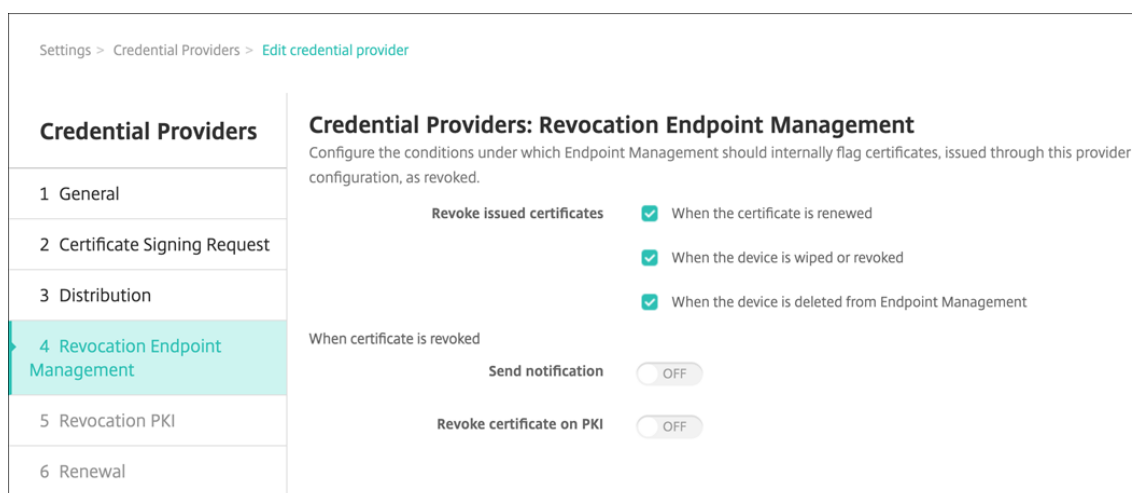 Settings > Credential Providers > Edit credential provider
Credential Providers
1 General
2 Certificate Signing Request
3 Distribution
4 Revocation Endpoint
Management
5 Revocation PKI
6 Renewal
Credential Providers: Revocation Endpoint Management
Configure the conditions under which Endpoint Management should internally flag certificates, issued through this provider
configuration, as revoked.
Revoke issued certificates
When the certificate is renewed
When the device is wiped or revoked
When the device is deleted from Endpoint Management
When certificate is revoked
Send notification OFF
Revoke certificate on PKI OFF